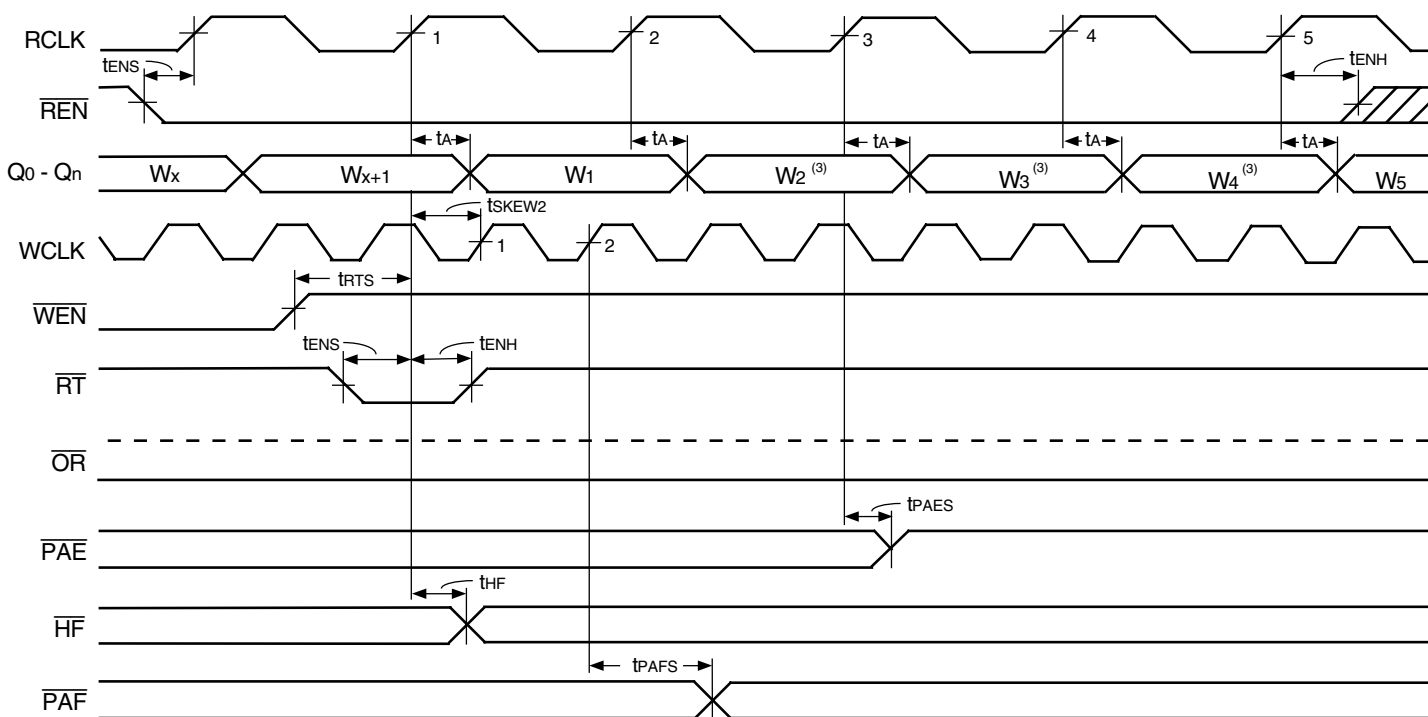 RCLK 1 2 3 4 5
tENS tENH
REN
tA tA tA tA tA
Q0 - Qn Wx Wx+1 W1 W2 (3) W3 (3) W4 (3) W5
tSKEW2
WCLK 1 2
tRTS
WEN
tENS tENH
RT
OR
tPAES
PAE
tHF
HF
tPAFS
PAF